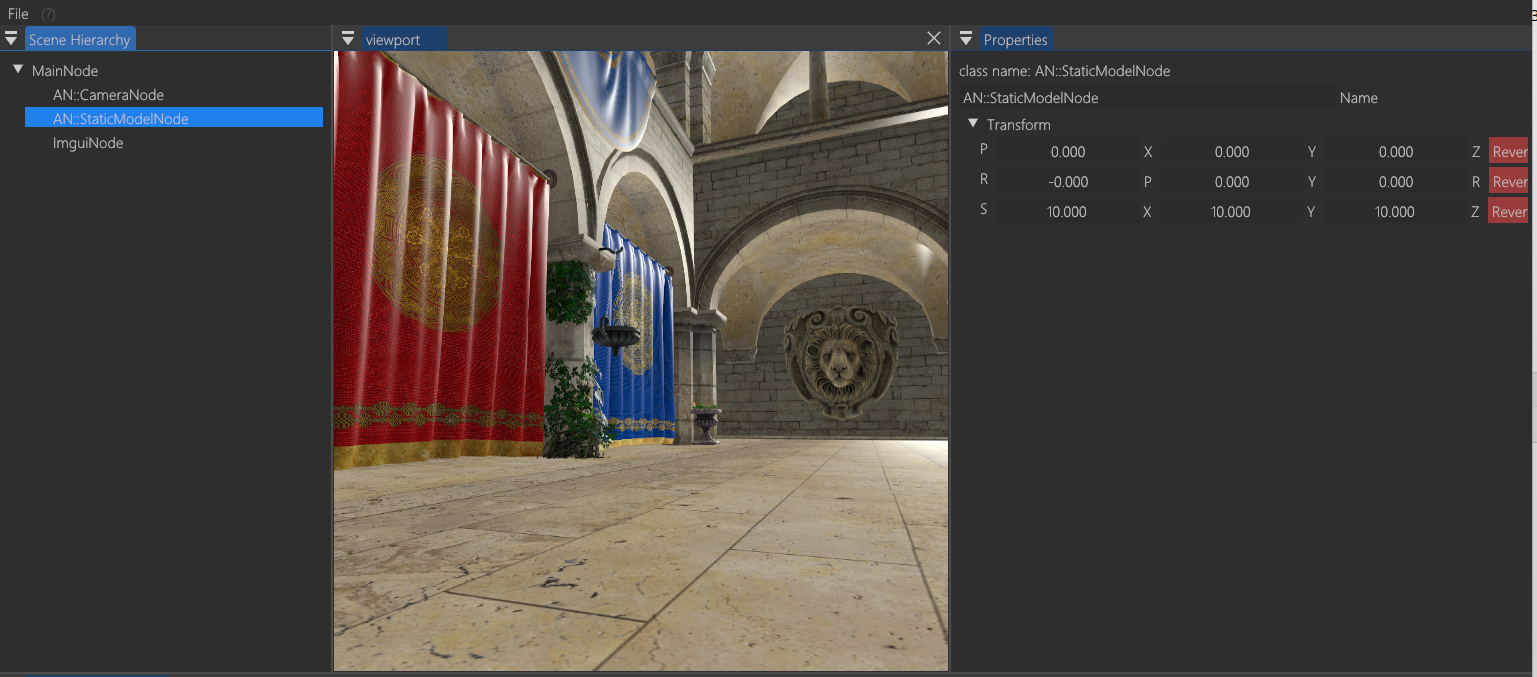 File (?)
Scene Hierarchy
MainNode
AN::CameraNode
AN::StaticModelNode
ImguiNode
viewport
Properties
class name: AN::StaticModelNode
AN::StaticModelNode Name
Transform
P 0.000 X 0.000 Y 0.000 Z Rever
R -0.000 P 0.000 Y 0.000 R Rever
S 10.000 X 10.000 Y 10.000 Z Rever